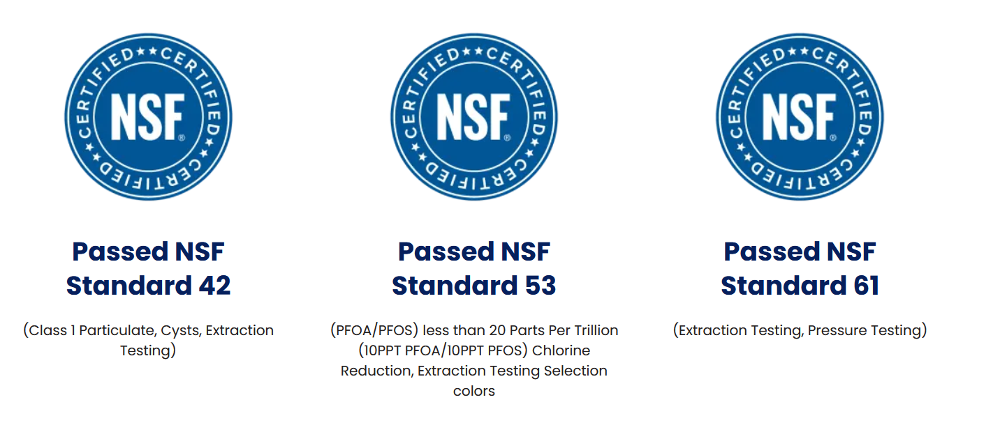 CERTIFIED★★CERTIFIED★★CERTIFIED★★
NSF®
Passed NSF
Standard 42
(Class 1 Particulate, Cysts, Extraction
Testing)
CERTIFIED★★CERTIFIED★★CERTIFIED★★
NSF®
Passed NSF
Standard 53
(PFOA/PFOS) less than 20 Parts Per Trillion
(10PPT PFOA/10PPT PFOS) Chlorine
Reduction, Extraction Testing Selection
colors
CERTIFIED★★CERTIFIED★★CERTIFIED★★
NSF®
Passed NSF
Standard 61
(Extraction Testing, Pressure Testing)